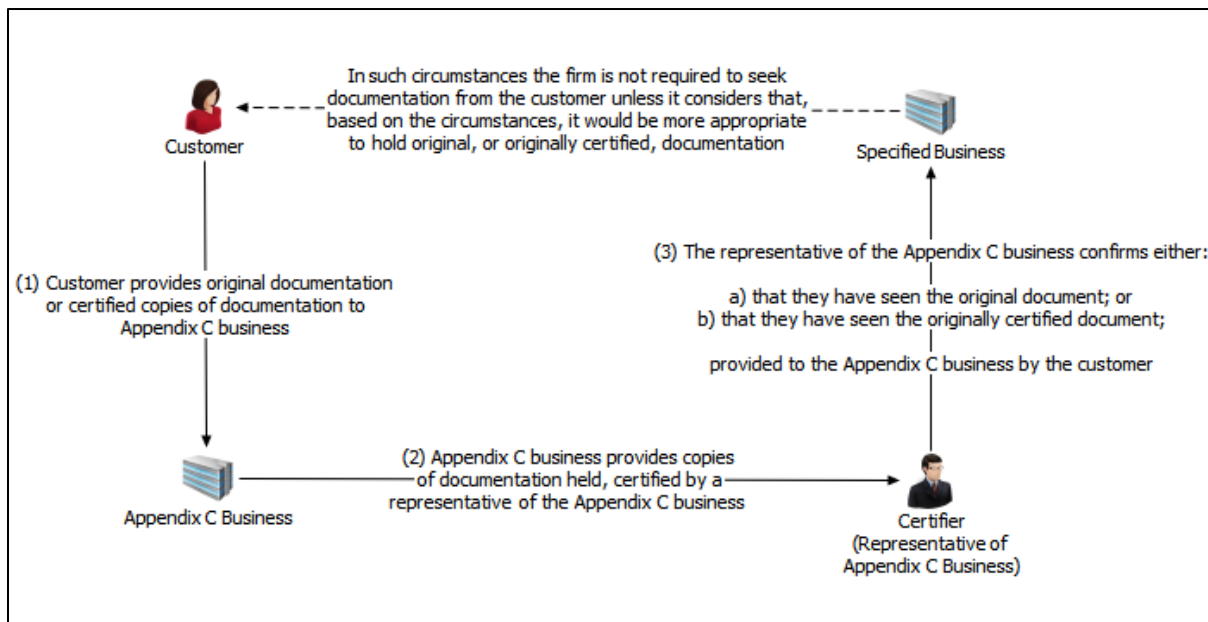 In such circumstances the firm is not required to seek
documentation from the customer unless it considers that,
based on the circumstances, it would be more appropriate
to hold original, or originally certified, documentation
Customer
Specified Business
(1) Customer provides original documentation
or certified copies of documentation to
Appendix C business
(3) The representative of the Appendix C business confirms either:
a) that they have seen the original document; or
b) that they have seen the originally certified document;
provided to the Appendix C business by the customer
Appendix C Business
(2) Appendix C business provides copies
of documentation held, certified by a
representative of the Appendix C business
Certifier
(Representative of
Appendix C Business)